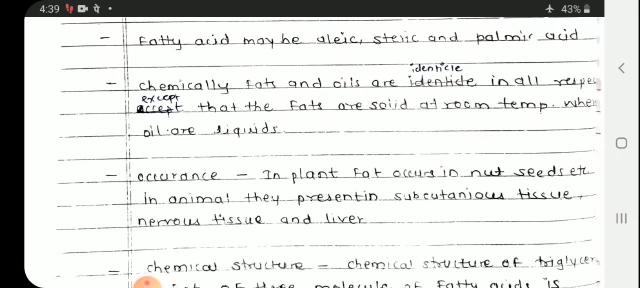 4:39
43%
- Fatty acid may be aleic, steric and palmic acid
identicle
- chemically fats and oils are identide in all respe
except
accept that the fats are solid at room temp. when
oil are liquids.
- occurance - In plant fat occurs in nut seeds etc
In animal they present in subcutanious tissue,
nervous tissue and liver
= chemical structure = chemical structure of triglycer
of three molecule of fatty acids is